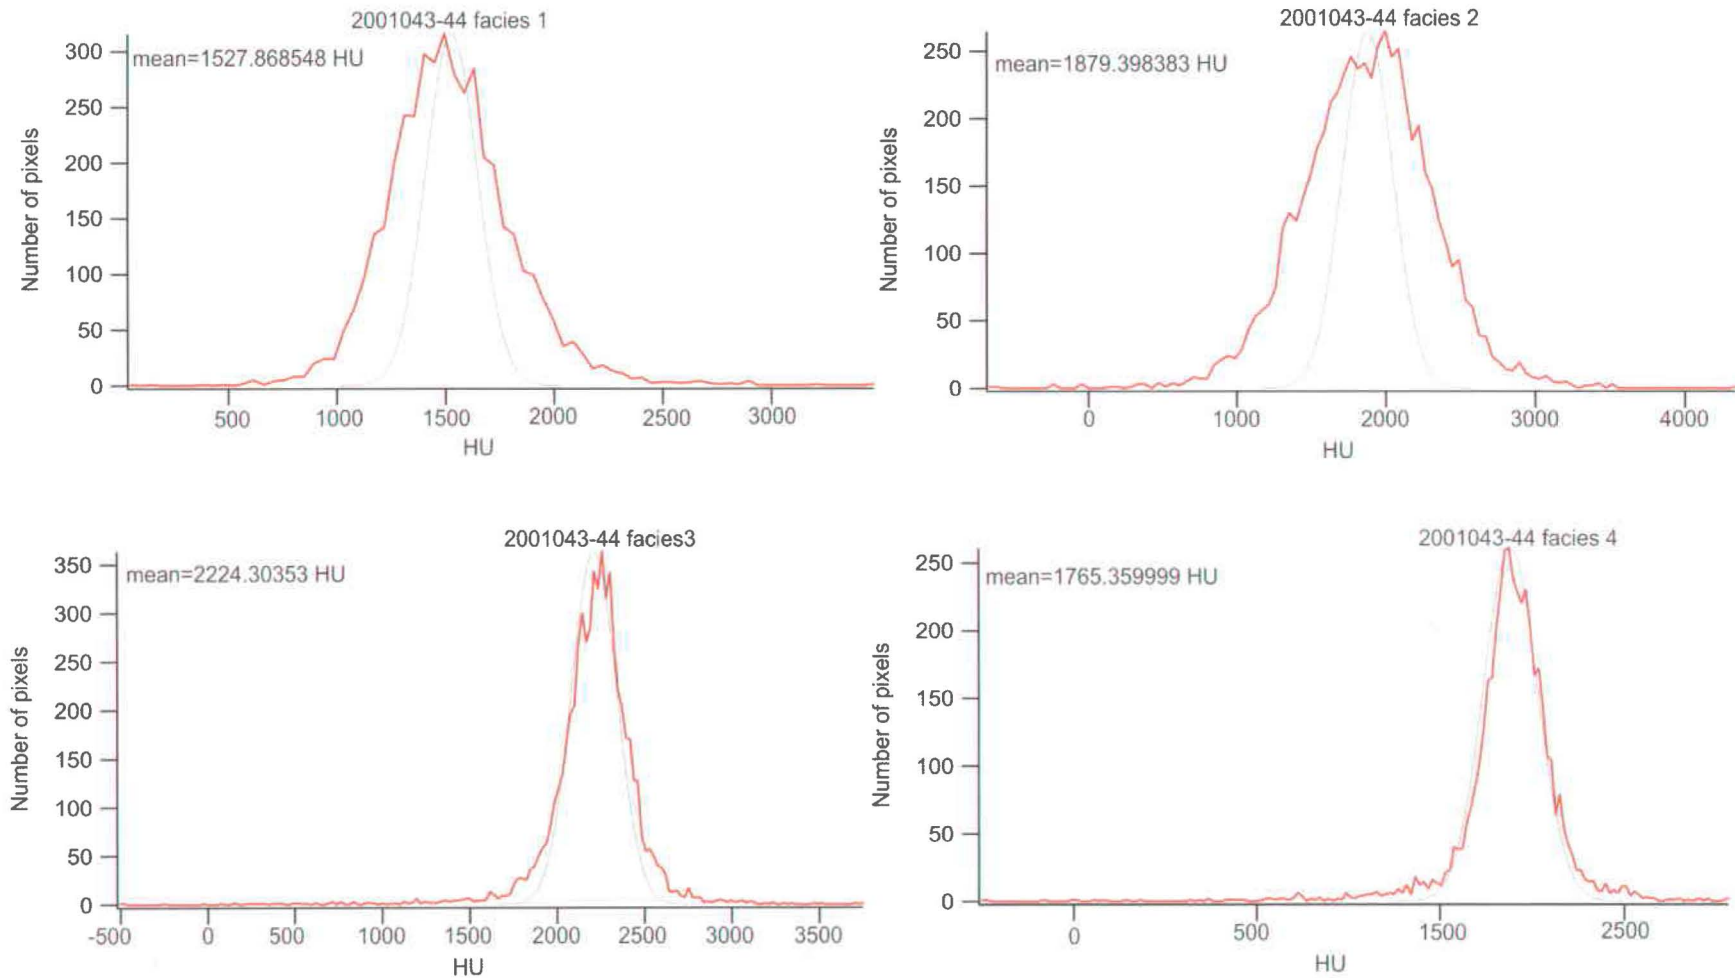 2001043-44 facies 1
mean=1527.868548 HU
300
250
200
150
100
50
0
Number of pixels
500 1000 1500 2000 2500 3000
HU
2001043-44 facies 2
mean=1879.398383 HU
250
200
150
100
50
0
Number of pixels
0 1000 2000 3000 4000
HU
2001043-44 facies3
mean=2224.30353 HU
350
300
250
200
150
100
50
0
Number of pixels
-500 0 500 1000 1500 2000 2500 3000 3500
HU
2001043-44 facies 4
mean=1765.359999 HU
250
200
150
100
50
0
Number of pixels
0 500 1500 2500
HU